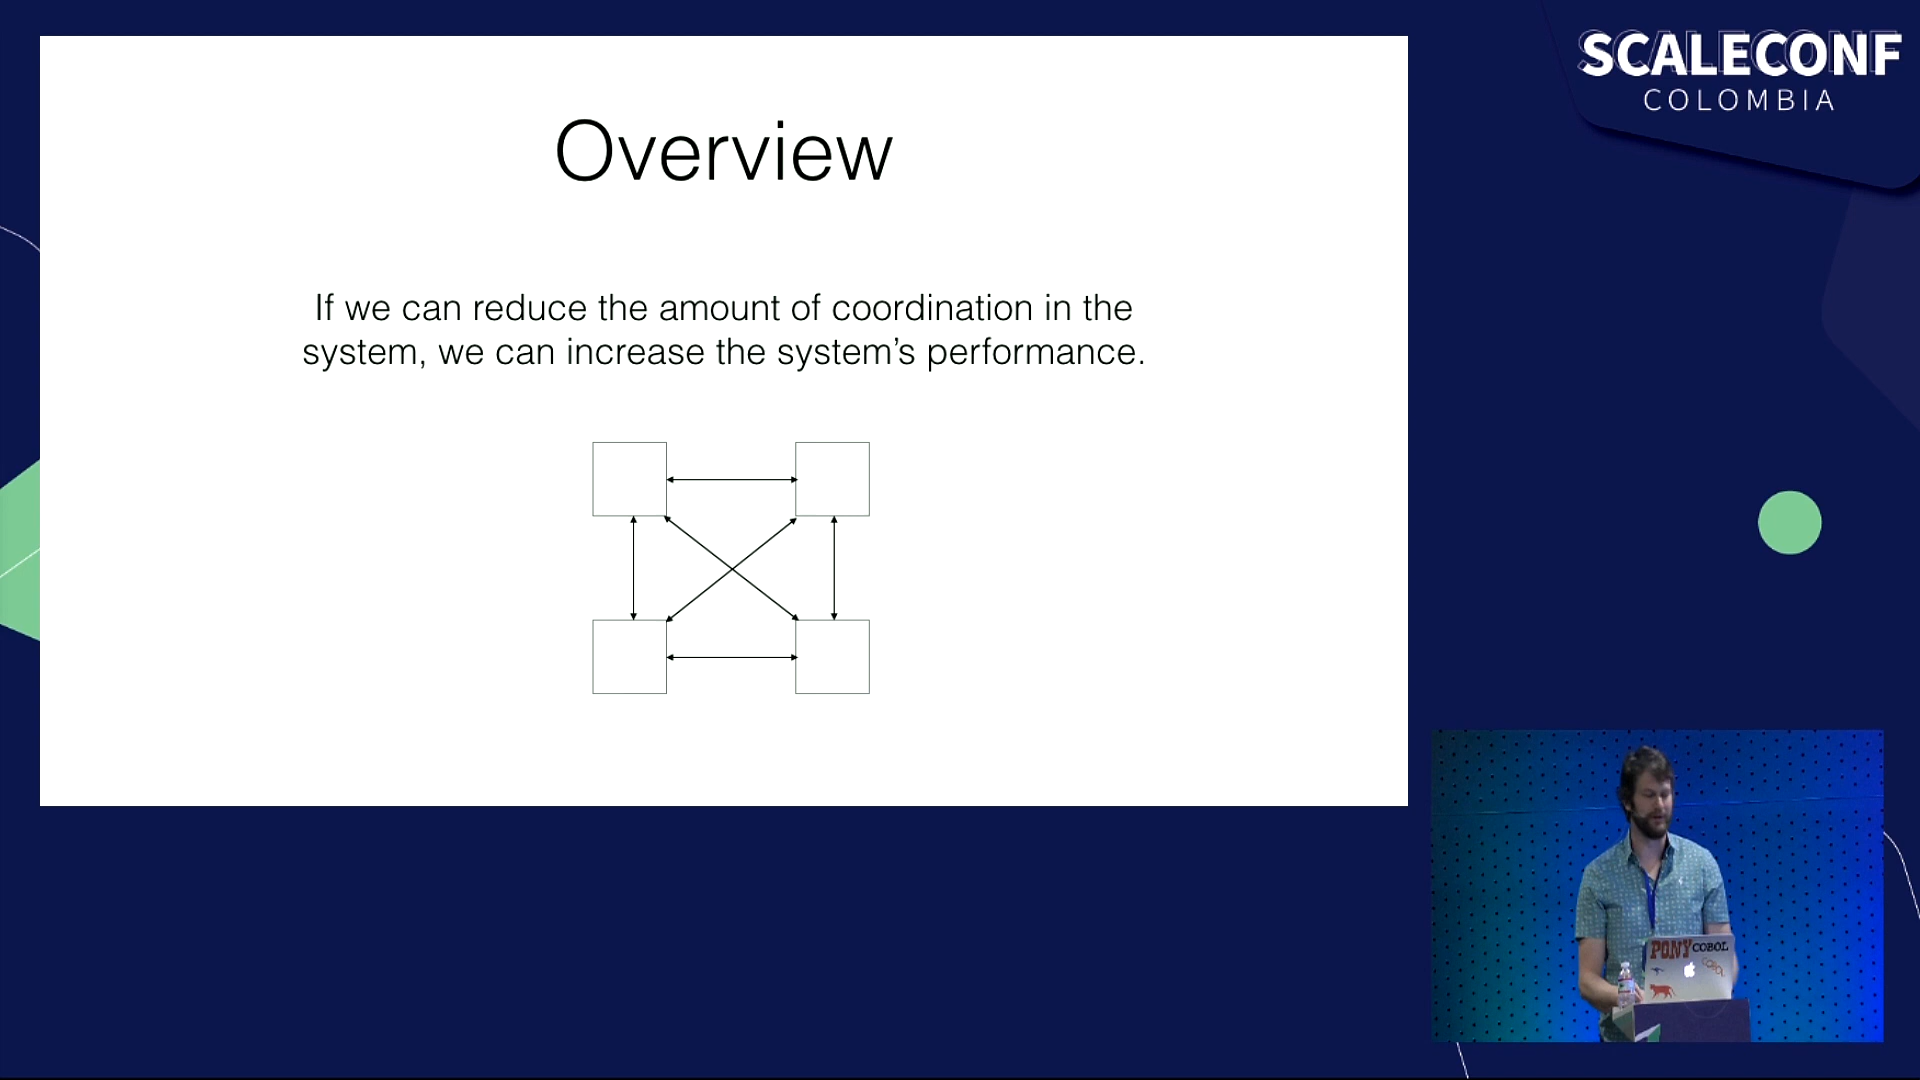 SCALECONF
COLOMBIA
Overview
If we can reduce the amount of coordination in the
system, we can increase the system's performance.
PONY COBOL
COBOL